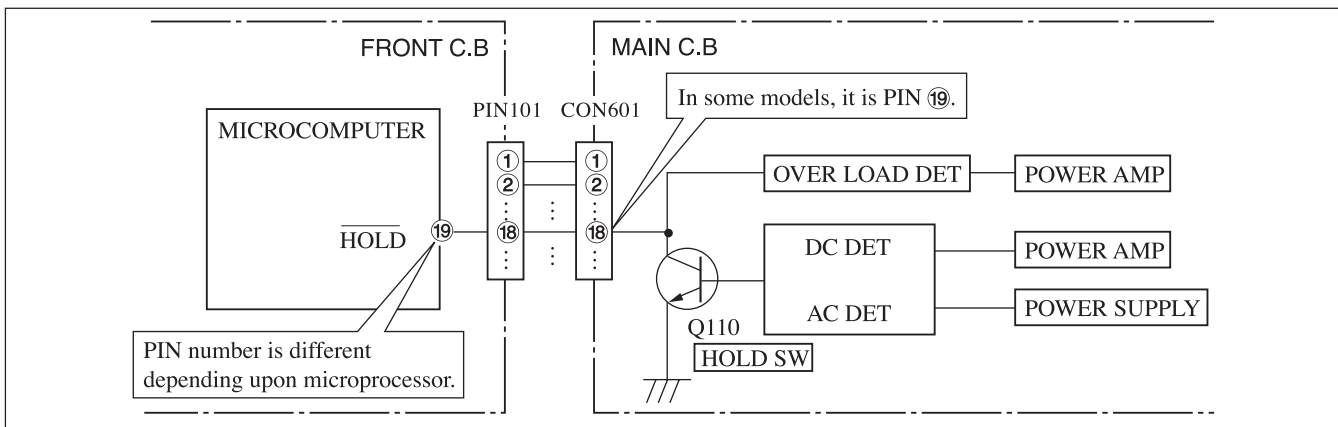 FRONT C.B
MAIN C.B
In some models, it is PIN ⑲.
PIN101
CON601
MICROCOMPUTER
①
①
OVER LOAD DET
POWER AMP
②
②
H̅O̅L̅D̅
⑲
⑱
⑱
DC DET
POWER AMP
AC DET
POWER SUPPLY
Q110
HOLD SW
PIN number is different
depending upon microprocessor.